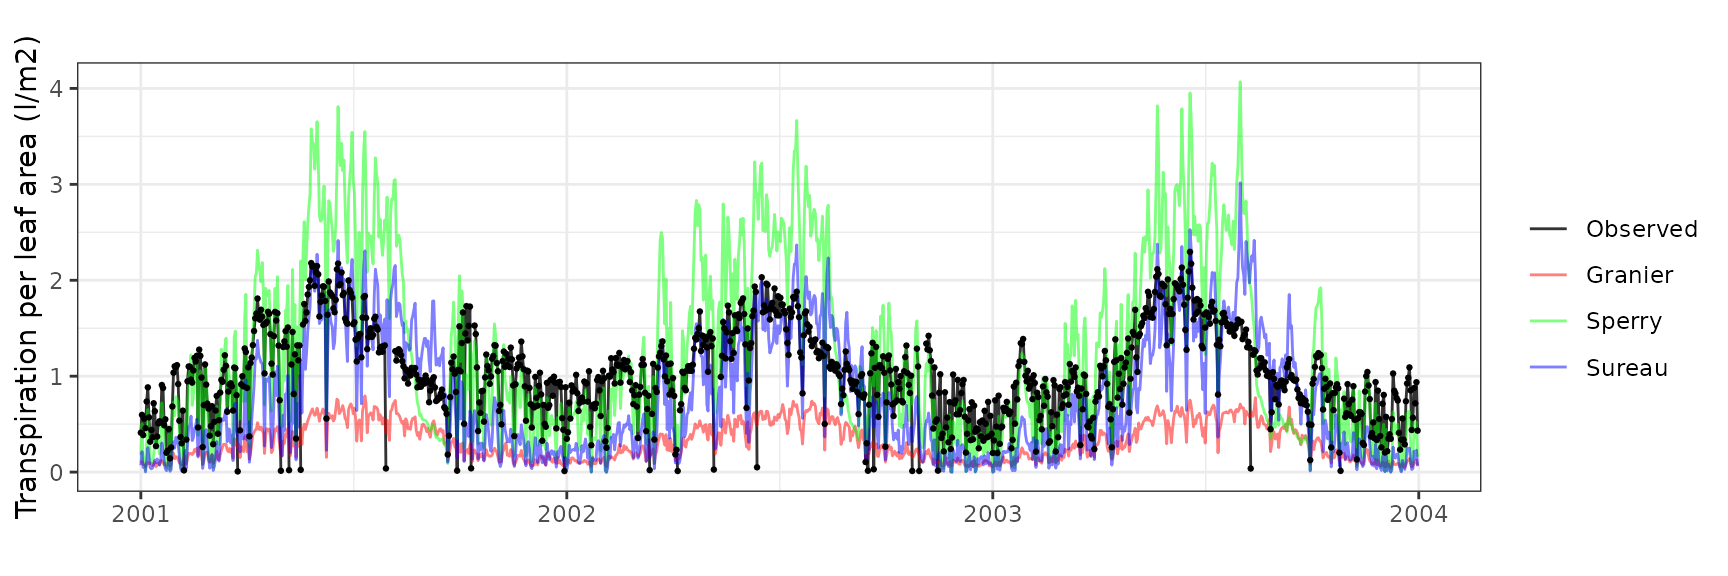 Transpiration per leaf area (l/m2)
4
3
2
1
0
2001
2002
2003
2004
Observed
Granier
Sperry
Sureau